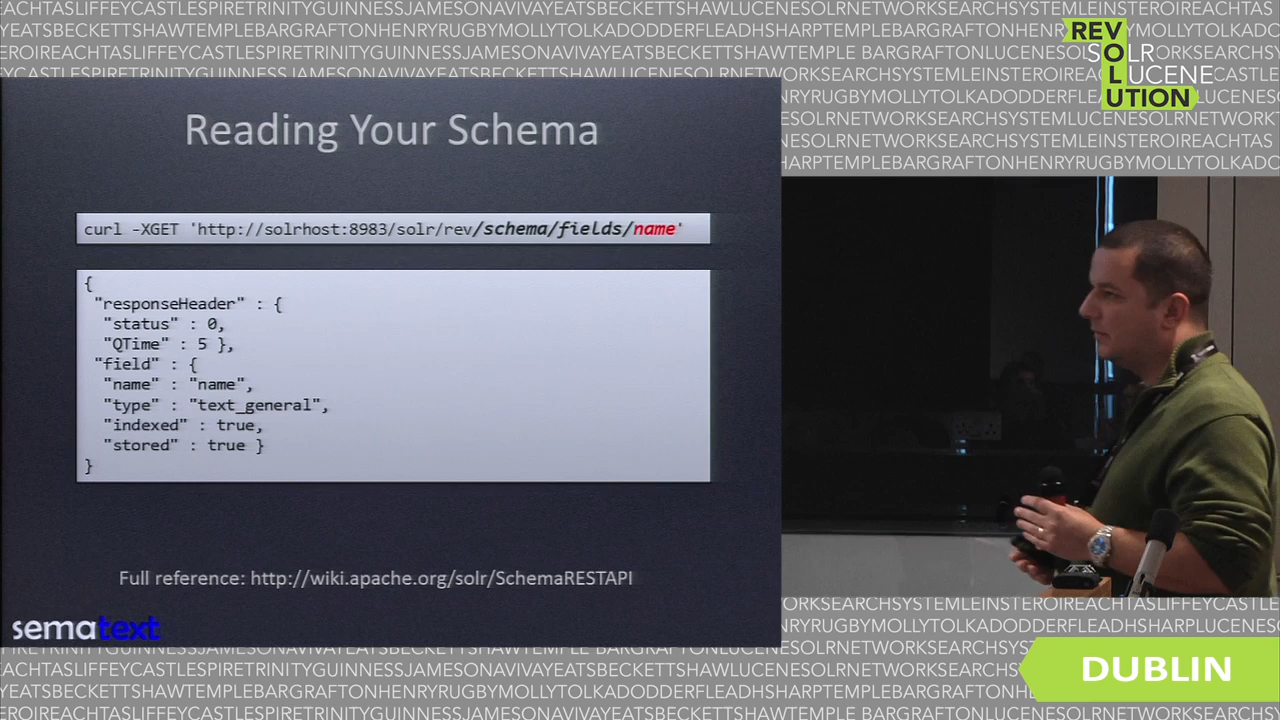 EACHTASLIFFEYCASTLESPIRETRINITYGUINNESSJAMESONAVIVAYEATSBECKETTSHAWLUCENESOLRNETWORKSEARCHSYSTEMLEINSTEROIREACHTAS
REVOLUTION
SOLR
LUCENE
Reading Your Schema
curl -XGET 'http://solrhost:8983/solr/rev/schema/fields/name'
{
"responseHeader" : {
"status" : 0,
"QTime" : 5 },
"field" : {
"name" : "name",
"type" : "text_general",
"indexed" : true,
"stored" : true }
}
Full reference: http://wiki.apache.org/solr/SchemaRESTAPI
sematext
DUBLIN